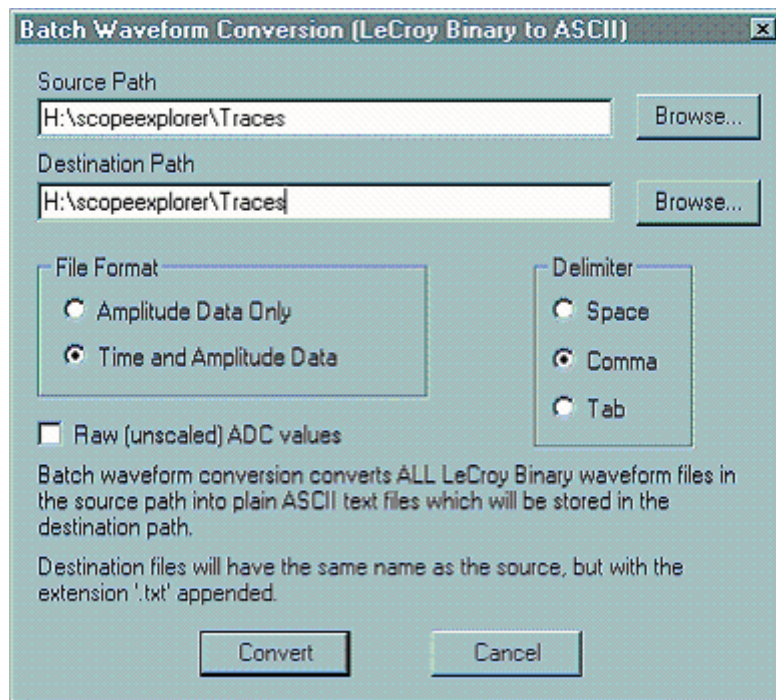 Batch Waveform Conversion (LeCroy Binary to ASCII)
Source Path
H:\scopeexplorer\Traces
Browse...
Destination Path
H:\scopeexplorer\Traces
Browse...
File Format
Amplitude Data Only
Time and Amplitude Data
Delimiter
Space
Comma
Tab
Raw (unscaled) ADC values
Batch waveform conversion converts ALL LeCroy Binary waveform files in
the source path into plain ASCII text files which will be stored in the
destination path.
Destination files will have the same name as the source, but with the
extension '.txt' appended.
Convert
Cancel